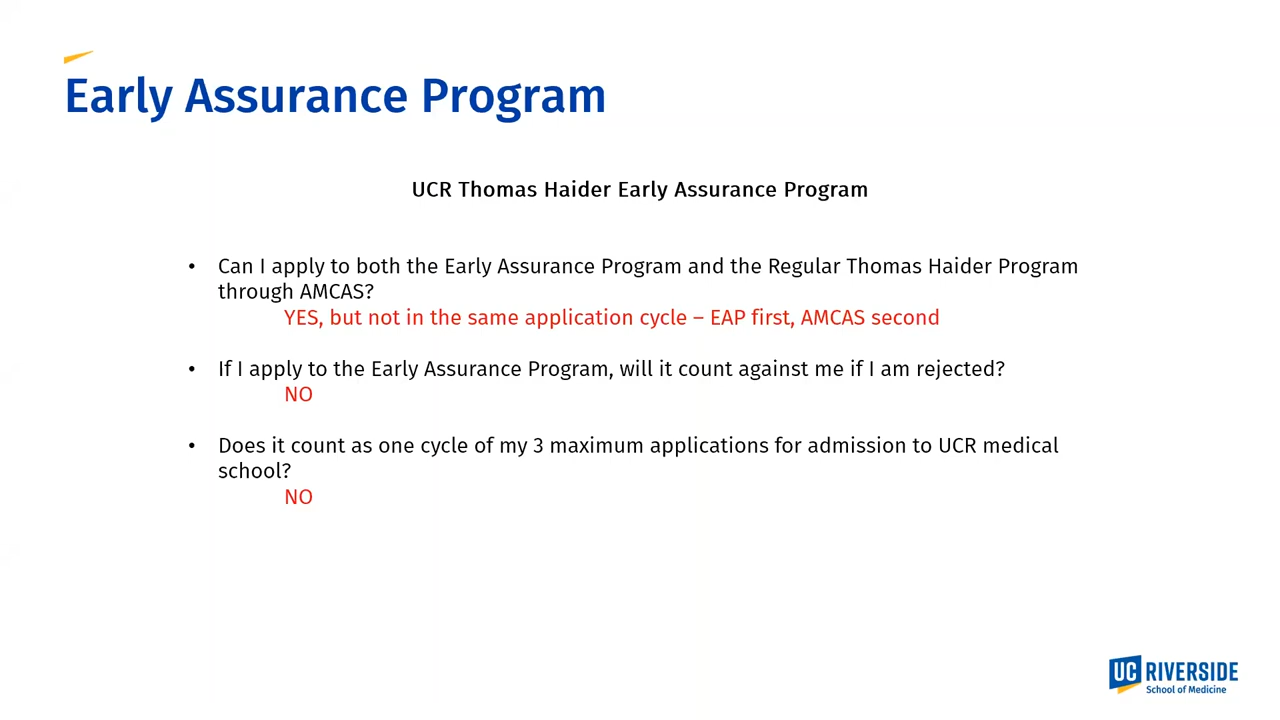 Early Assurance Program
UCR Thomas Haider Early Assurance Program
• Can I apply to both the Early Assurance Program and the Regular Thomas Haider Program
through AMCAS?
YES, but not in the same application cycle – EAP first, AMCAS second
• If I apply to the Early Assurance Program, will it count against me if I am rejected?
NO
• Does it count as one cycle of my 3 maximum applications for admission to UCR medical
school?
NO
UC RIVERSIDE
School of Medicine